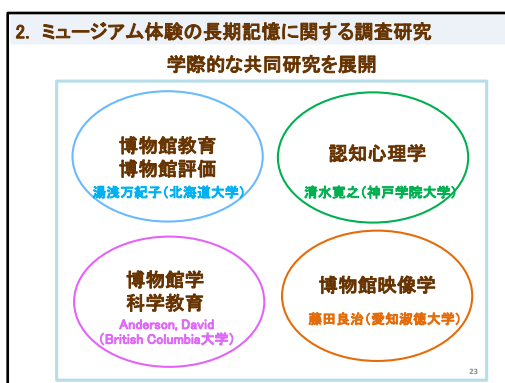 2. ミュージアム体験の長期記憶に関する調査研究
学際的な共同研究を展開
博物館教育
博物館評価
湯浅万紀子(北海道大学)
認知心理学
清水寛之(神戸学院大学)
博物館学
科学教育
Anderson, David
(British Columbia大学)
博物館映像学
藤田良治(愛知淑徳大学)
23